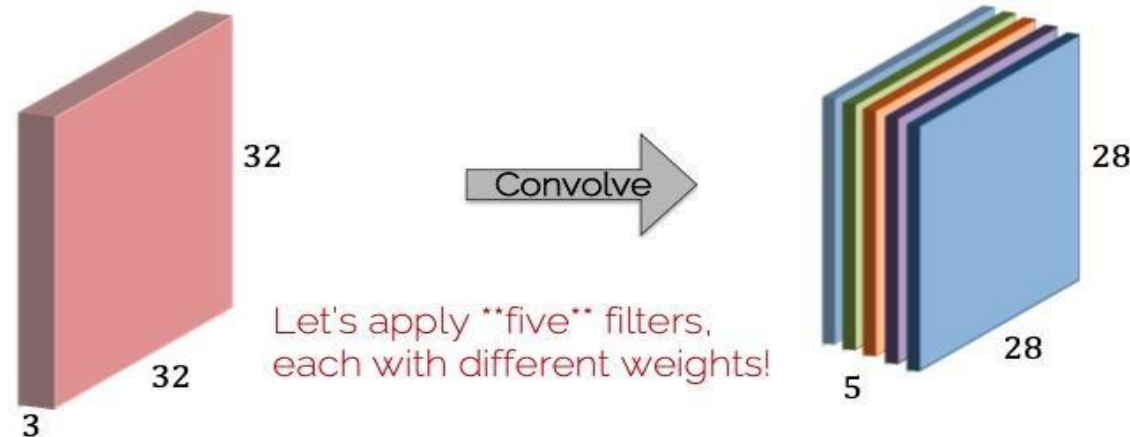 32
32
3
Convolve
Let's apply **five** filters,
each with different weights!
28
28
5